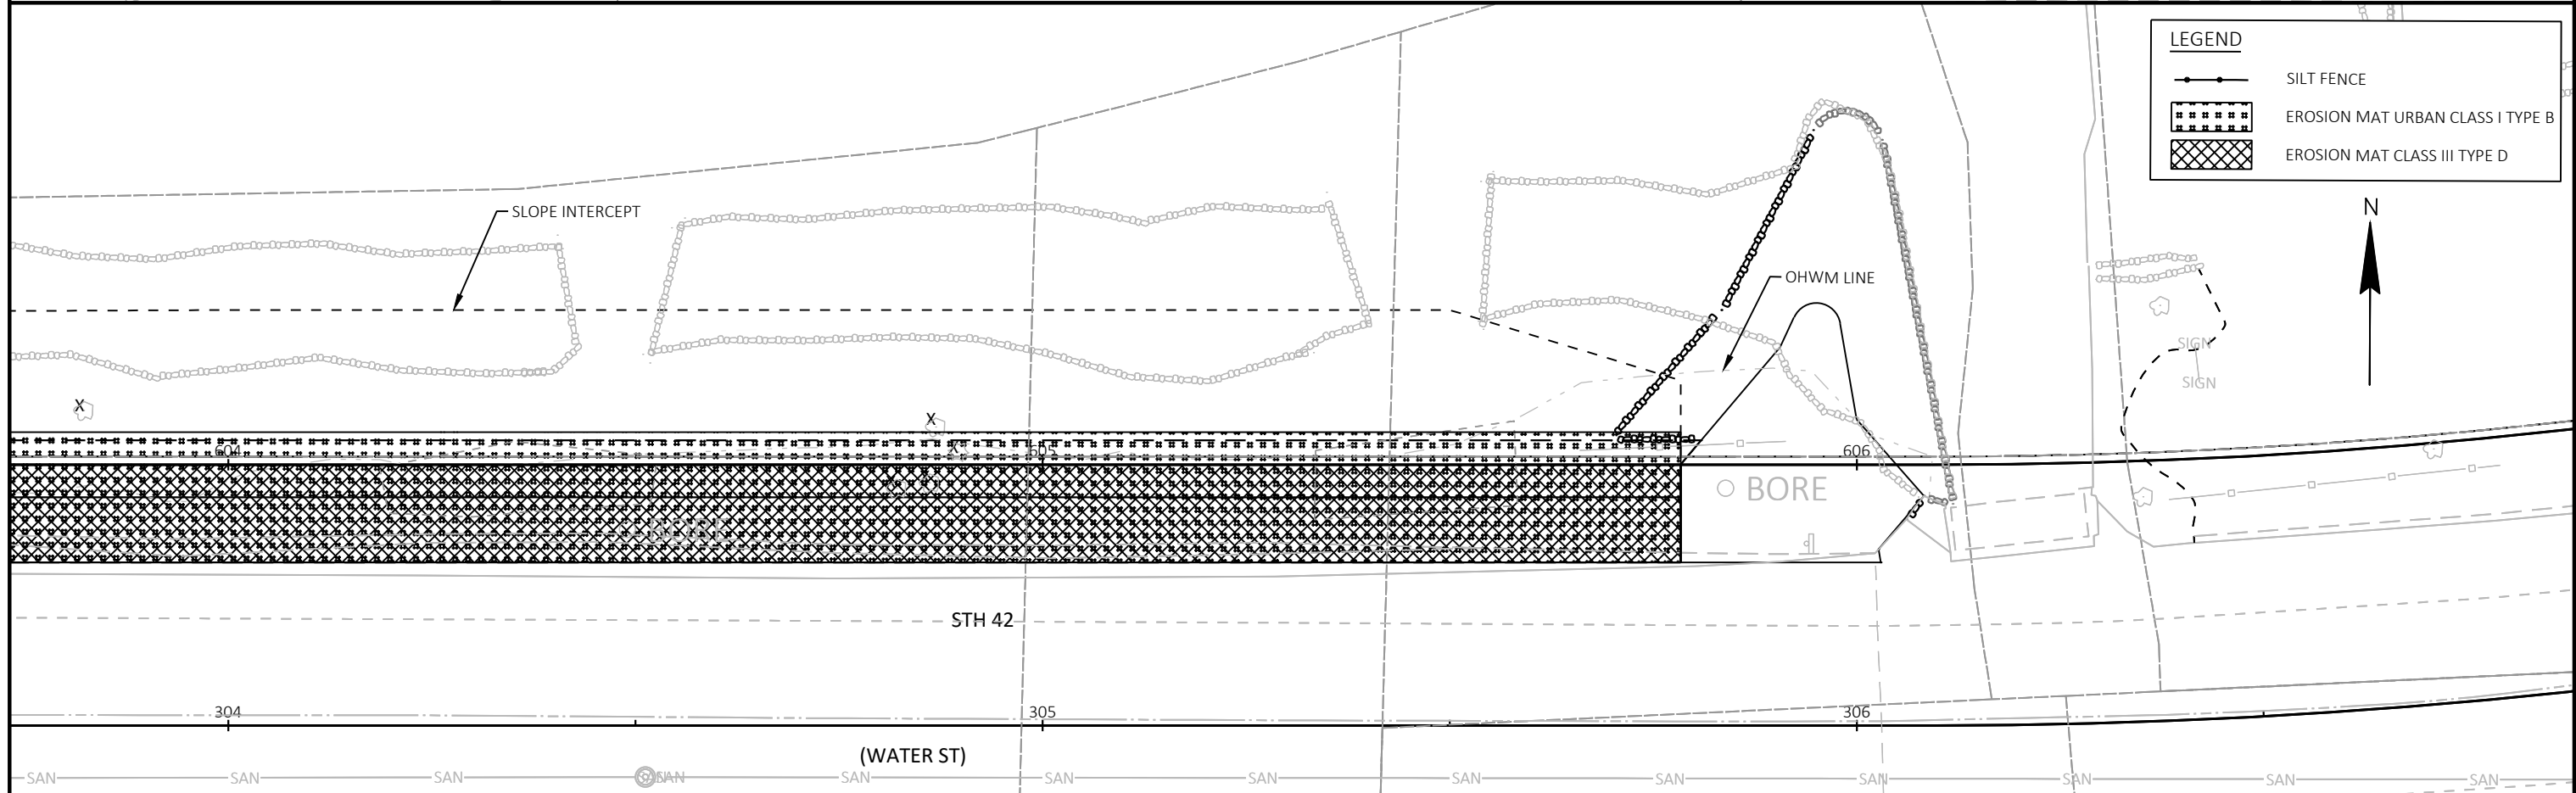 LEGEND
SILT FENCE
EROSION MAT URBAN CLASS I TYPE B
EROSION MAT CLASS III TYPE D
N
SLOPE INTERCEPT
OHWM LINE
SIGN
SIGN
X
X
X
604
605
606
BORE
BORE
STH 42
304
305
306
(WATER ST)
SAN
SAN
SAN
SAN
SAN
SAN
SAN
SAN
SAN
SAN
SAN
SAN
SAN